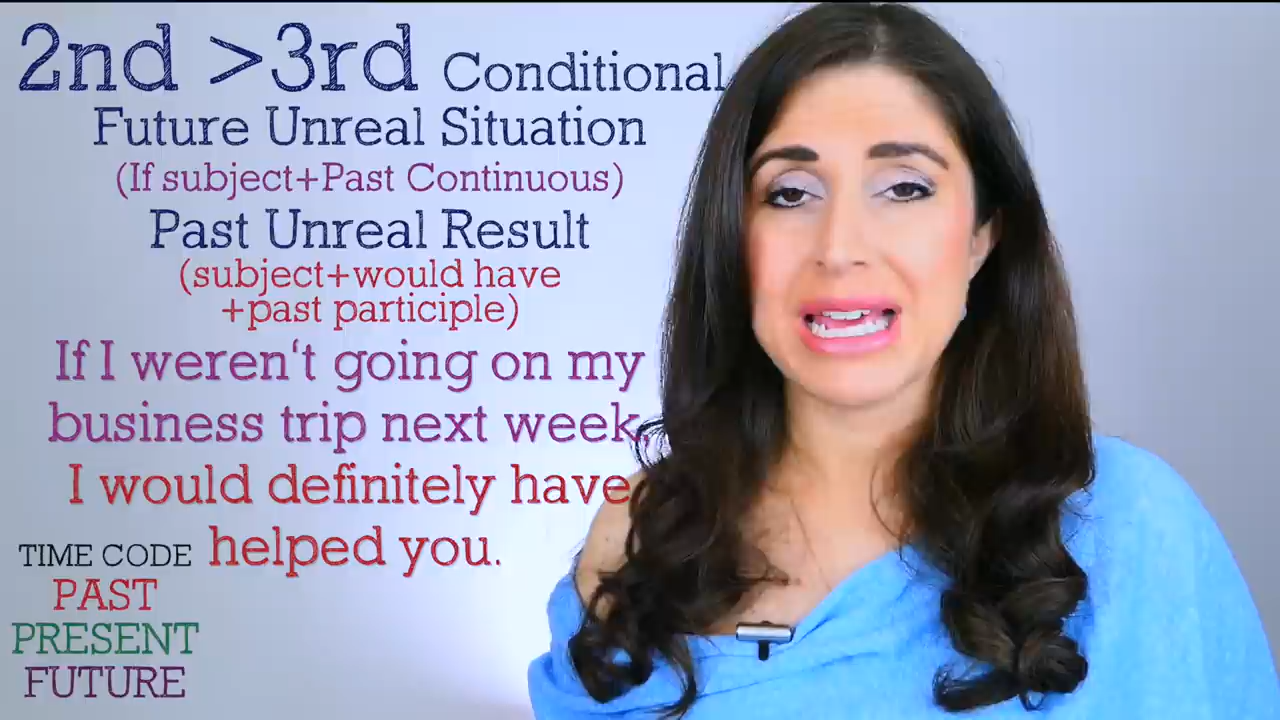 2nd >3rd Conditional
Future Unreal Situation
(If subject+Past Continuous)
Past Unreal Result
(subject+would have
+past participle)
If I weren't going on my
business trip next week,
I would definitely have
helped you.
TIME CODE
PAST
PRESENT
FUTURE